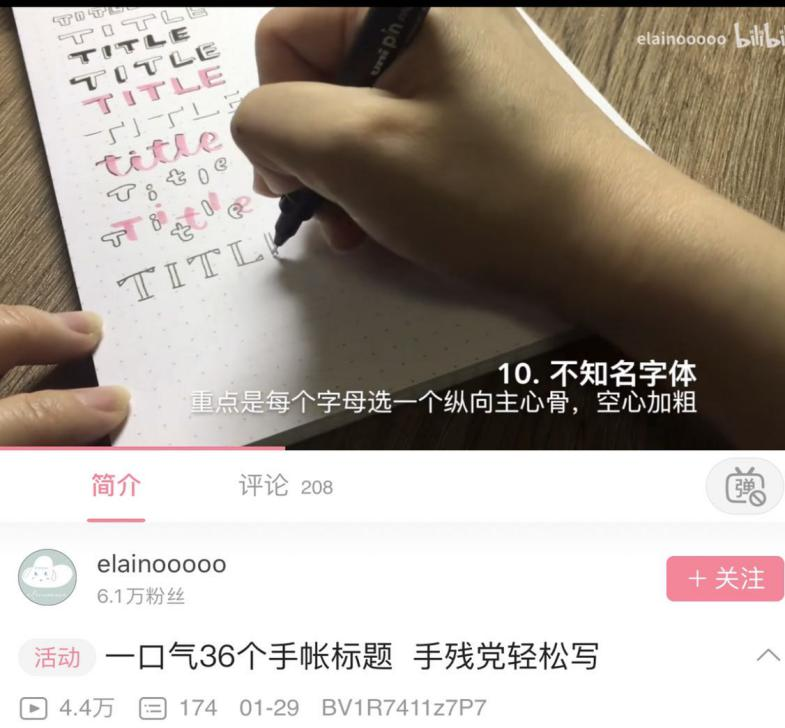 TITLE
TITLE
TITLE
TITLE
TITLE
title
Title
Title
TITL
uni pin
elainooooo bilibi
10. 不知名字体
重点是每个字母选一个纵向主心骨，空心加粗
简介
评论 208
弹
elainooooo
6.1万粉丝
+ 关注
活动 一口气36个手帐标题 手残党轻松写
4.4万 174 01-29 BV1R7411z7P7